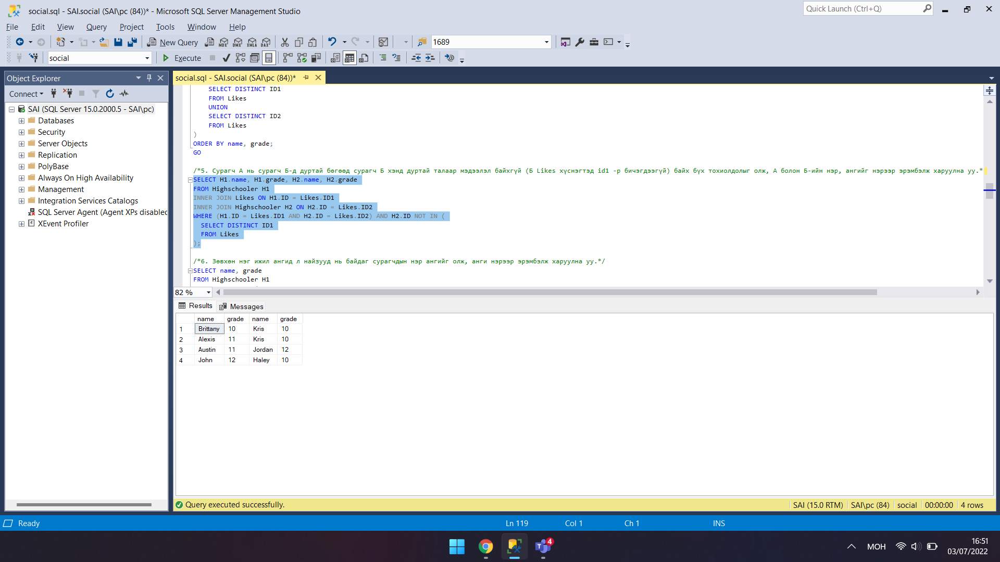 social.sql - SAI.social (SAI\pc (84))* - Microsoft SQL Server Management Studio
Quick Launch (Ctrl+Q)
File Edit View Query Project Tools Window Help
New Query MDX DMX XMLA DAX 1689
social Execute
Object Explorer
Connect
SAI (SQL Server 15.0.2000.5 - SAI\pc)
Databases
Security
Server Objects
Replication
PolyBase
Always On High Availability
Management
Integration Services Catalogs
SQL Server Agent (Agent XPs disabled
XEvent Profiler
social.sql - SAI.social (SAI\pc (84))*
SELECT DISTINCT ID1
FROM Likes
UNION
SELECT DISTINCT ID2
FROM Likes
)
ORDER BY name, grade;
GO
/*5. Сурагч А нь сурагч Б-д дуртай бөгөөд сурагч Б хэнд дуртай талаар мэдээлэл байхгүй (Б Likes хүснэгтэд id1 -р бичэгдээгүй) байх бүх тохиолдолыг олж, А болон Б-ийн нэр, ангийг нэрээр эрэмбэлж харуулна уу.*
SELECT H1.name, H1.grade, H2.name, H2.grade
FROM Highschooler H1
INNER JOIN Likes ON H1.ID = Likes.ID1
INNER JOIN Highschooler H2 ON H2.ID = Likes.ID2
WHERE (H1.ID = Likes.ID1 AND H2.ID = Likes.ID2) AND H2.ID NOT IN (
SELECT DISTINCT ID1
FROM Likes
);
/*6. Зөвхөн нэг ижил ангид л найзууд нь байдаг сурагчдын нэр ангийг олж, анги нэрээр эрэмбэлж харуулна уу.*/
SELECT name, grade
FROM Highschooler H1
82 %
Results Messages
name grade name grade
1 Brittany 10 Kris 10
2 Alexis 11 Kris 10
3 Austin 11 Jordan 12
4 John 12 Haley 10
Query executed successfully.
SAI (15.0 RTM) SAI\pc (84) social 00:00:00 4 rows
Ready Ln 119 Col 1 Ch 1 INS
4
МОН
16:51
03/07/2022